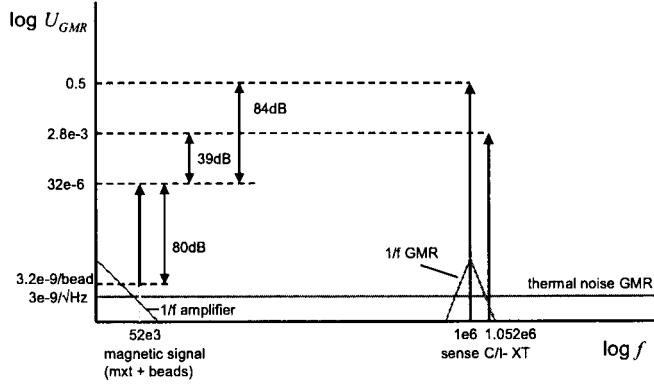 log U_GMR
0.5
84dB
2.8e-3
39dB
32e-6
80dB
1/f GMR
3.2e-9/bead
thermal noise GMR
3e-9/√Hz
1/f amplifier
52e3
1e6
1.052e6
log f
magnetic signal
(mxt + beads)
sense C/I- XT